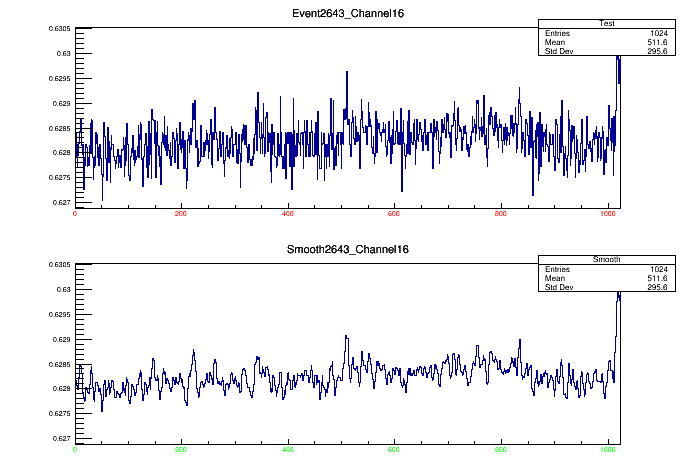 Event2643_Channel16
Test
Entries 1024
Mean 511.6
Std Dev 295.6
0.6305
0.63
0.6295
0.629
0.6285
0.628
0.6275
0.627
0 200 400 600 800 1000
Smooth2643_Channel16
Smooth
Entries 1024
Mean 511.6
Std Dev 295.6
0.6305
0.63
0.6295
0.629
0.6285
0.628
0.6275
0.627
0 200 400 600 800 1000